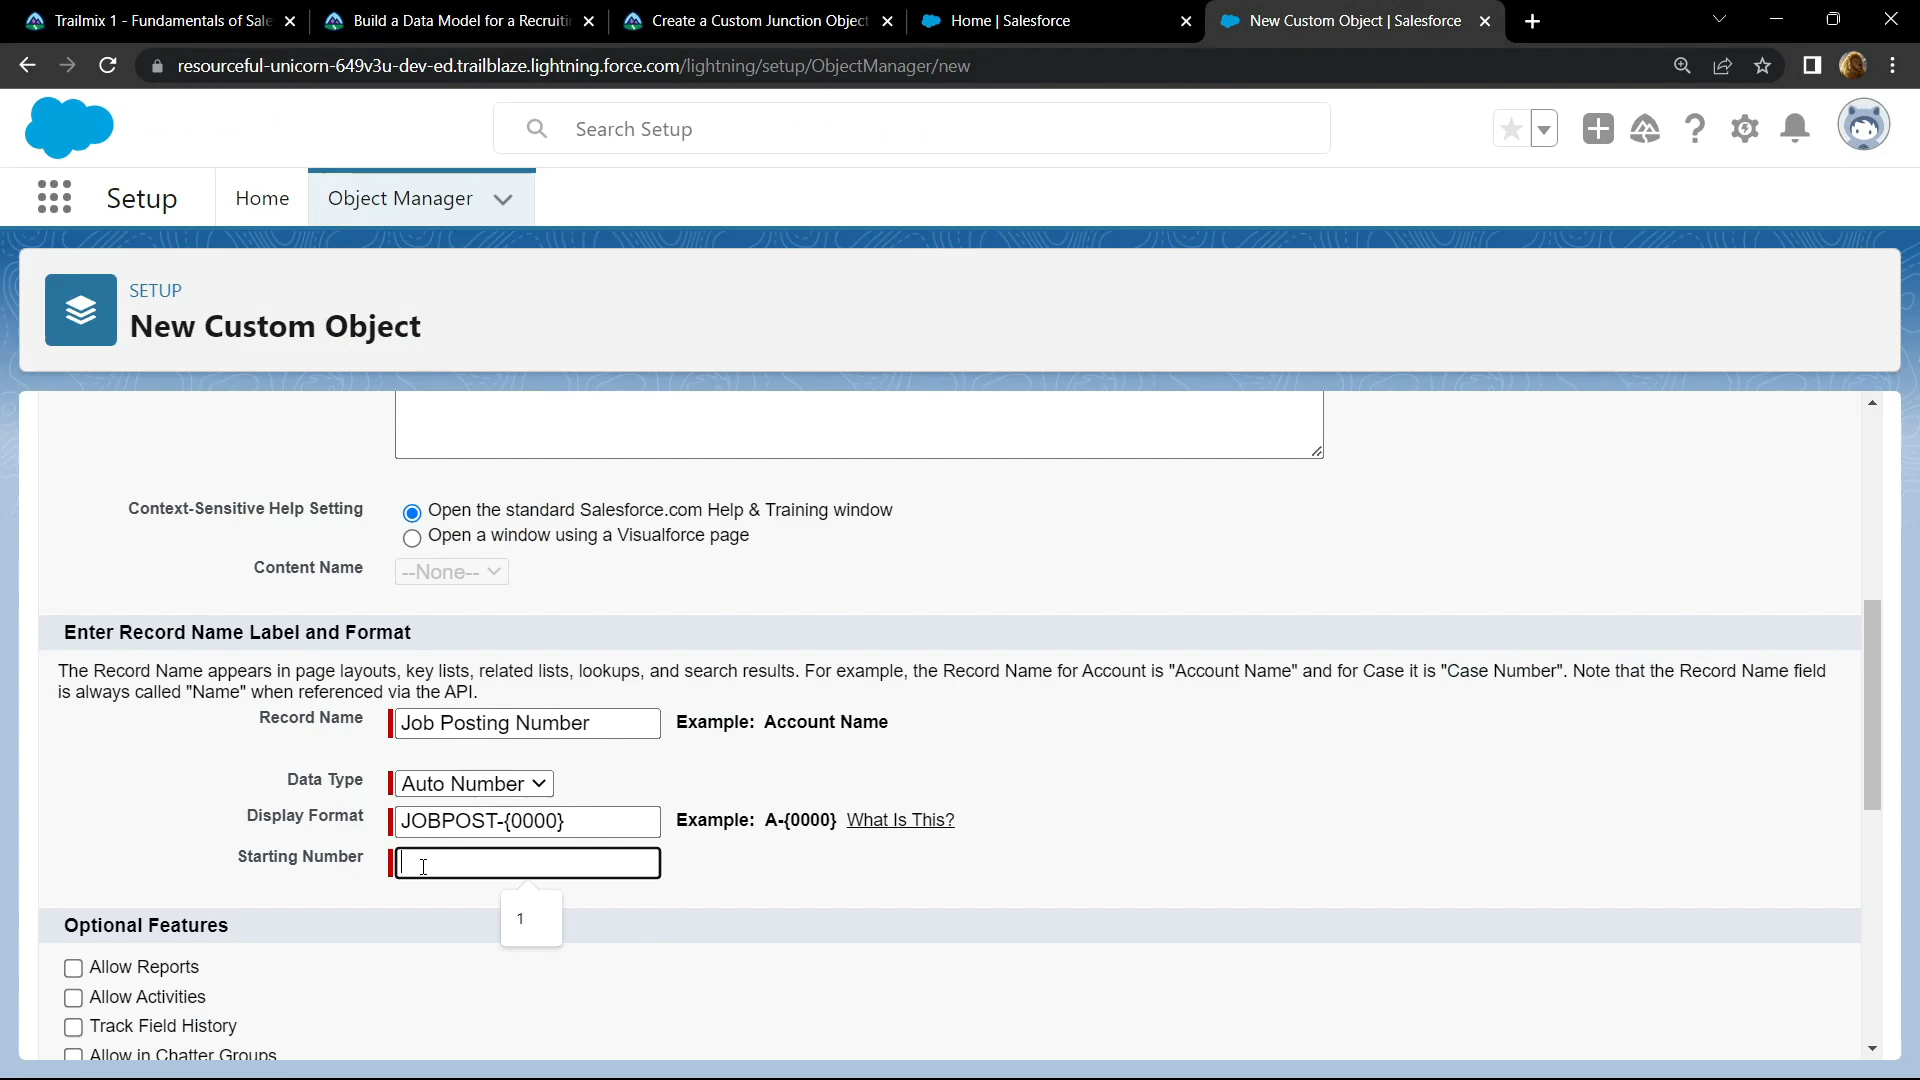 Trailmix 1 - Fundamentals of Sale
Build a Data Model for a Recruitin
Create a Custom Junction Object
Home | Salesforce
New Custom Object | Salesforce
resourceful-unicorn-649v3u-dev-ed.trailblaze.lightning.force.com/lightning/setup/ObjectManager/new
Search Setup
Setup
Home
Object Manager
SETUP
New Custom Object
Context-Sensitive Help Setting
Open the standard Salesforce.com Help & Training window
Open a window using a Visualforce page
Content Name
--None--
Enter Record Name Label and Format
The Record Name appears in page layouts, key lists, related lists, lookups, and search results. For example, the Record Name for Account is "Account Name" and for Case it is "Case Number". Note that the Record Name field
is always called "Name" when referenced via the API.
Record Name
Job Posting Number
Example: Account Name
Data Type
Auto Number
Display Format
JOBPOST-{0000}
Example: A-{0000} What Is This?
Starting Number
1
Optional Features
Allow Reports
Allow Activities
Track Field History
Allow in Chatter Groups